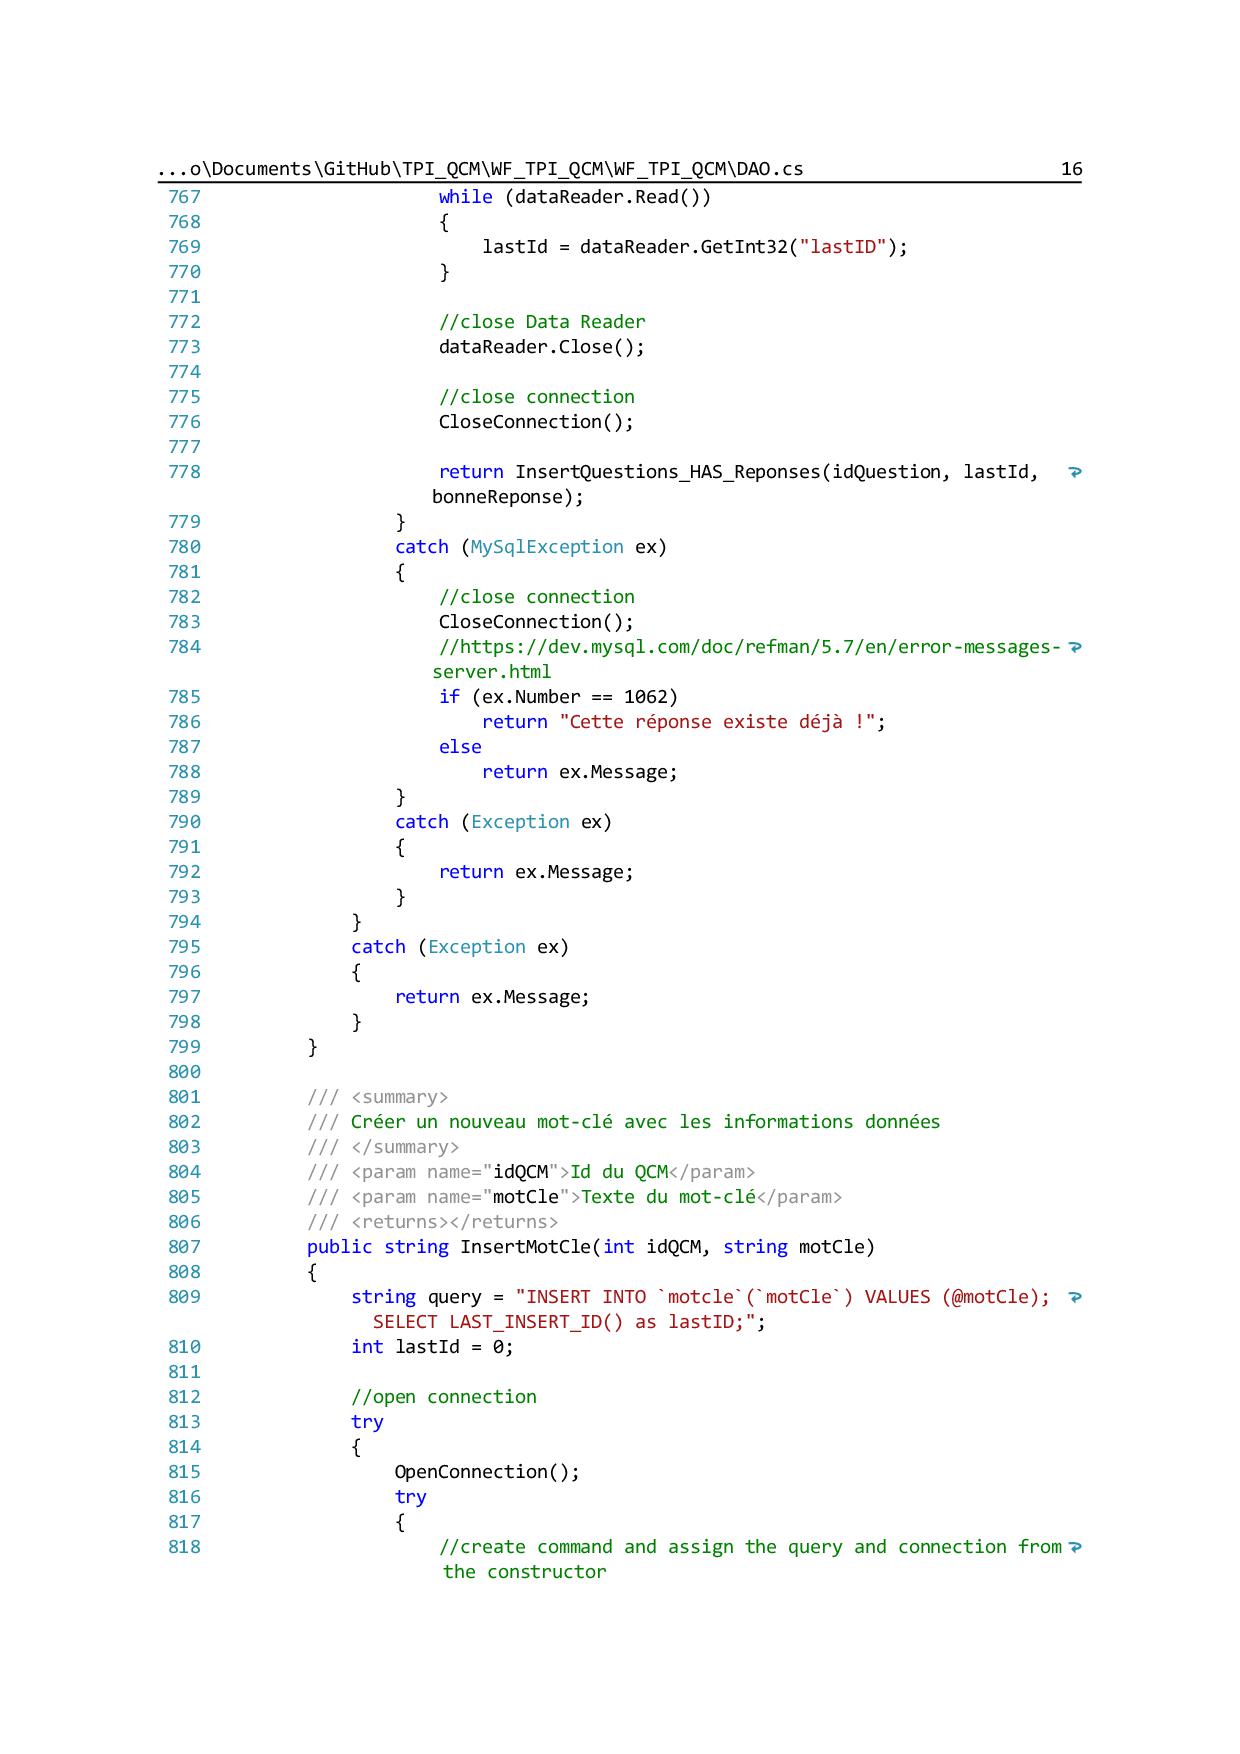 ...o\Documents\GitHub\TPI_QCM\WF_TPI_QCM\WF_TPI_QCM\DAO.cs 16
767 while (dataReader.Read())
768 {
769 lastId = dataReader.GetInt32("lastID");
770 }
771
772 //close Data Reader
773 dataReader.Close();
774
775 //close connection
776 CloseConnection();
777
778 return InsertQuestions_HAS_Reponses(idQuestion, lastId,
bonneReponse);
779 }
780 catch (MySqlException ex)
781 {
782 //close connection
783 CloseConnection();
784 //https://dev.mysql.com/doc/refman/5.7/en/error-messages-
server.html
785 if (ex.Number == 1062)
786 return "Cette réponse existe déjà !";
787 else
788 return ex.Message;
789 }
790 catch (Exception ex)
791 {
792 return ex.Message;
793 }
794 }
795 catch (Exception ex)
796 {
797 return ex.Message;
798 }
799 }
800
801 /// <summary>
802 /// Créer un nouveau mot-clé avec les informations données
803 /// </summary>
804 /// <param name="idQCM">Id du QCM</param>
805 /// <param name="motCle">Texte du mot-clé</param>
806 /// <returns></returns>
807 public string InsertMotCle(int idQCM, string motCle)
808 {
809 string query = "INSERT INTO `motcle`(`motCle`) VALUES (@motCle);
SELECT LAST_INSERT_ID() as lastID;";
810 int lastId = 0;
811
812 //open connection
813 try
814 {
815 OpenConnection();
816 try
817 {
818 //create command and assign the query and connection from
the constructor